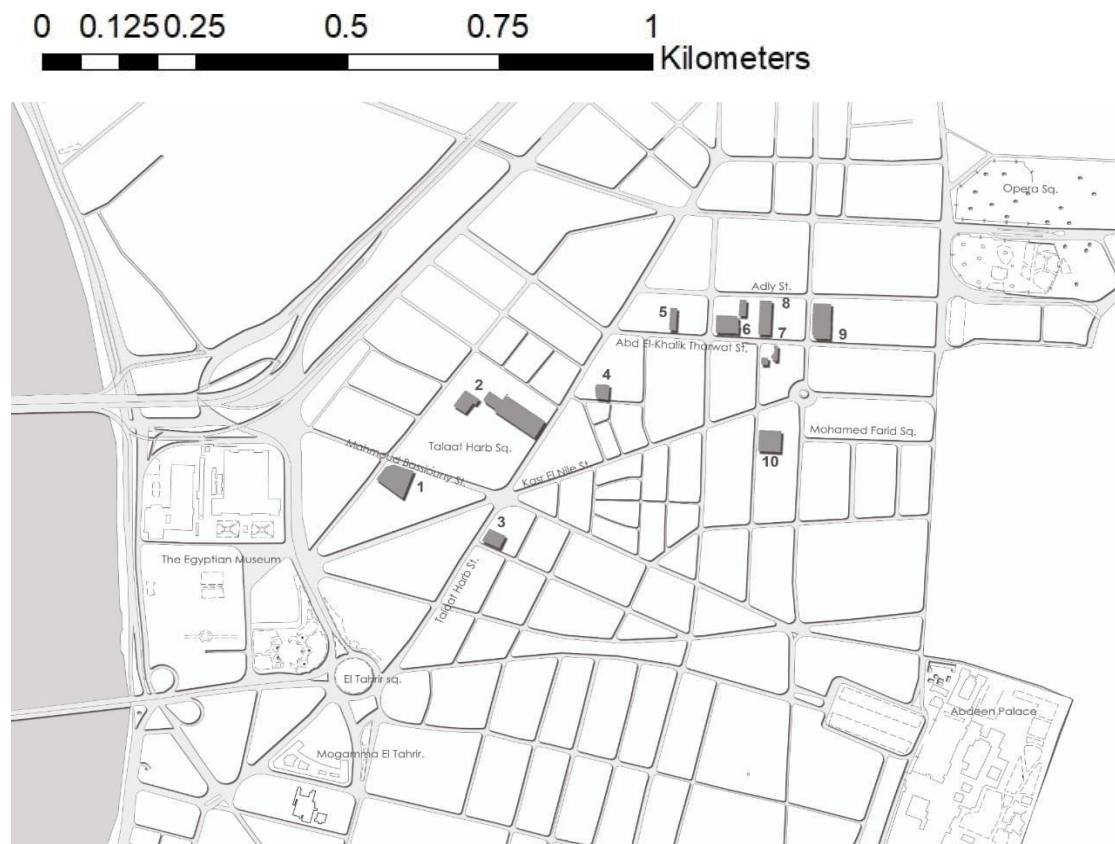 0 0.125 0.25 0.5 0.75 1
Kilometers
Opera Sq.
Adly St.
5
6
8
7
9
Abd El-Khalik Tharwat St.
4
2
Mohamed Farid Sq.
Talaat Harb Sq.
10
Mahmoud Bassiouny St.
Kasr El Nile St.
1
3
The Egyptian Museum
Talaat Harb St.
El Tahrir sq.
Abdeen Palace
Mogamma El Tahrir.